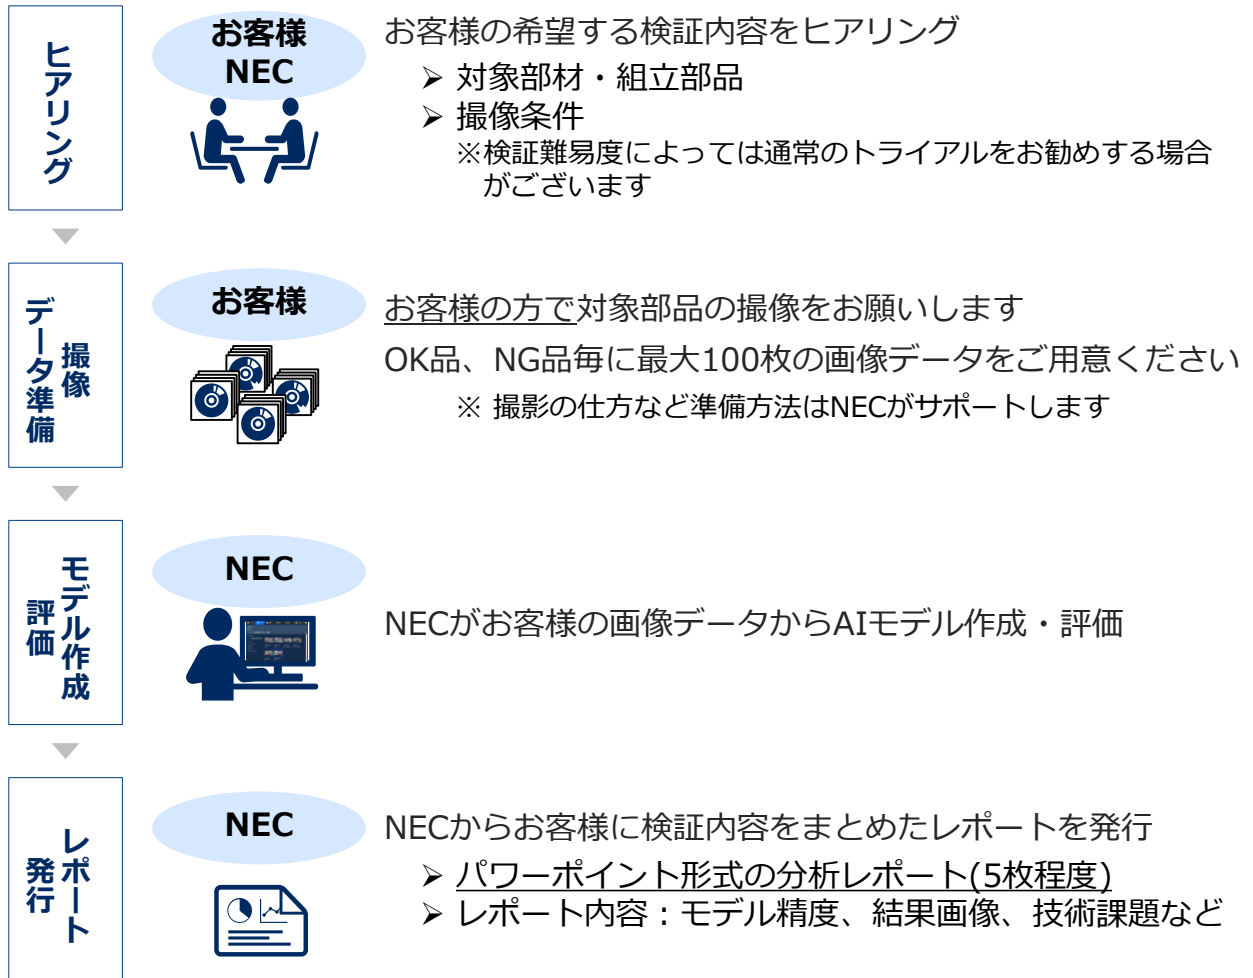 ヒアリング
お客様
NEC
お客様の希望する検証内容をヒアリング
➢ 対象部材・組立部品
➢ 撮像条件
※検証難易度によっては通常のトライアルをお勧めする場合
がございます
撮像
データ準備
お客様
お客様の方で対象部品の撮像をお願いします
OK品、NG品毎に最大100枚の画像データをご用意ください
※ 撮影の仕方など準備方法はNECがサポートします
モデル作成
評価
NEC
NECがお客様の画像データからAIモデル作成・評価
レポート
発行
NEC
NECからお客様に検証内容をまとめたレポートを発行
➢ パワーポイント形式の分析レポート(5枚程度)
➢ レポート内容：モデル精度、結果画像、技術課題など